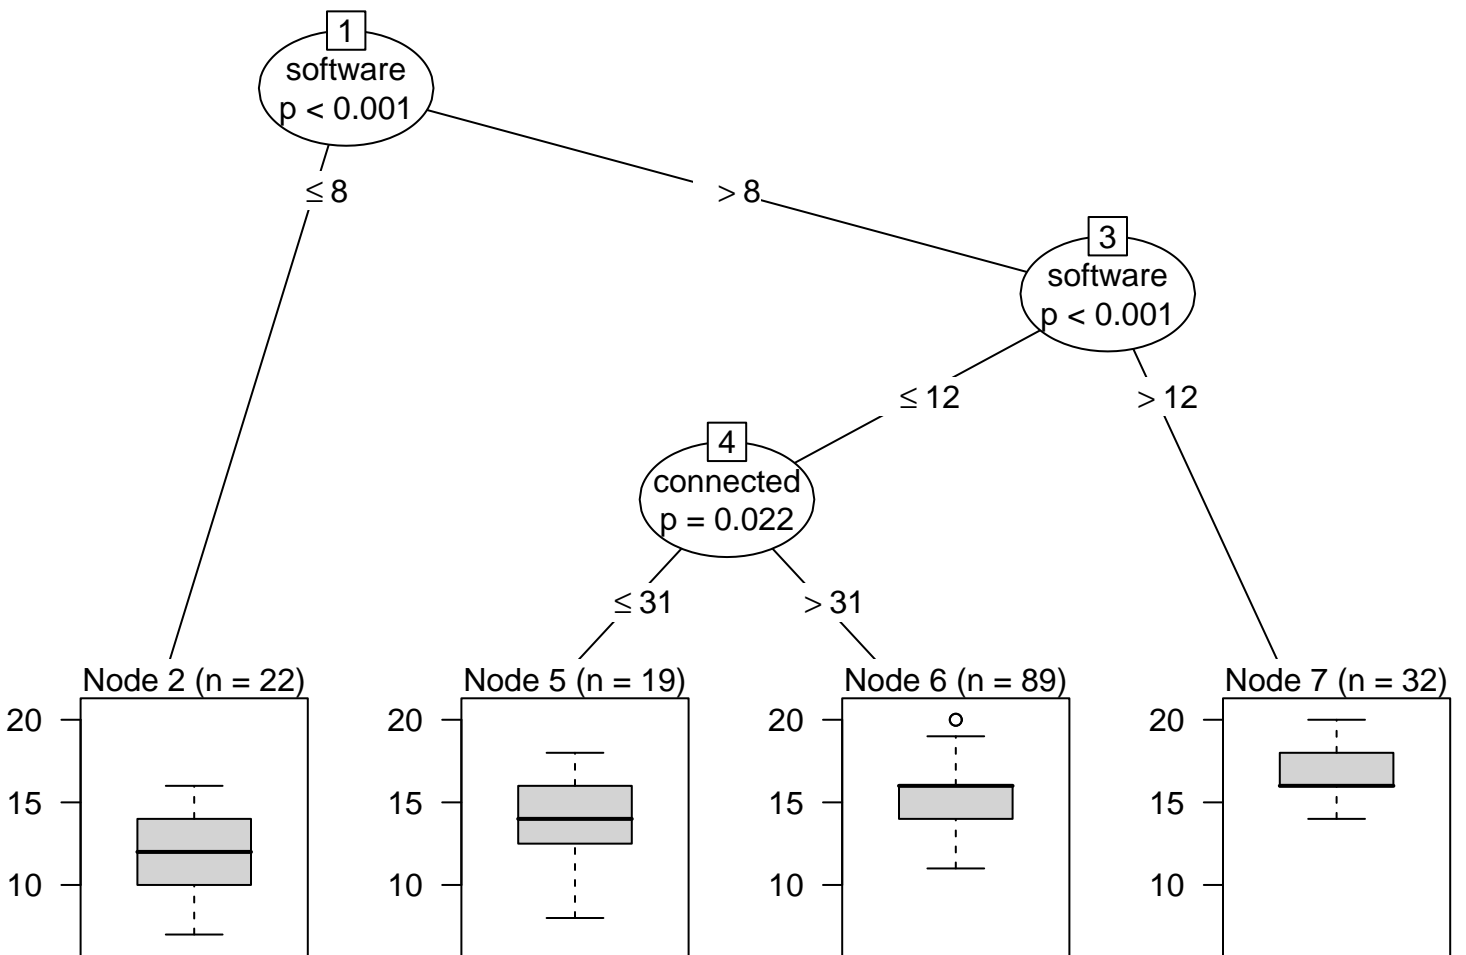 1
software
p < 0.001
≤ 8
> 8
3
software
p < 0.001
≤ 12
> 12
4
connected
p = 0.022
≤ 31
> 31
Node 2 (n = 22)
20
15
10
Node 5 (n = 19)
20
15
10
Node 6 (n = 89)
20
15
10
Node 7 (n = 32)
20
15
10